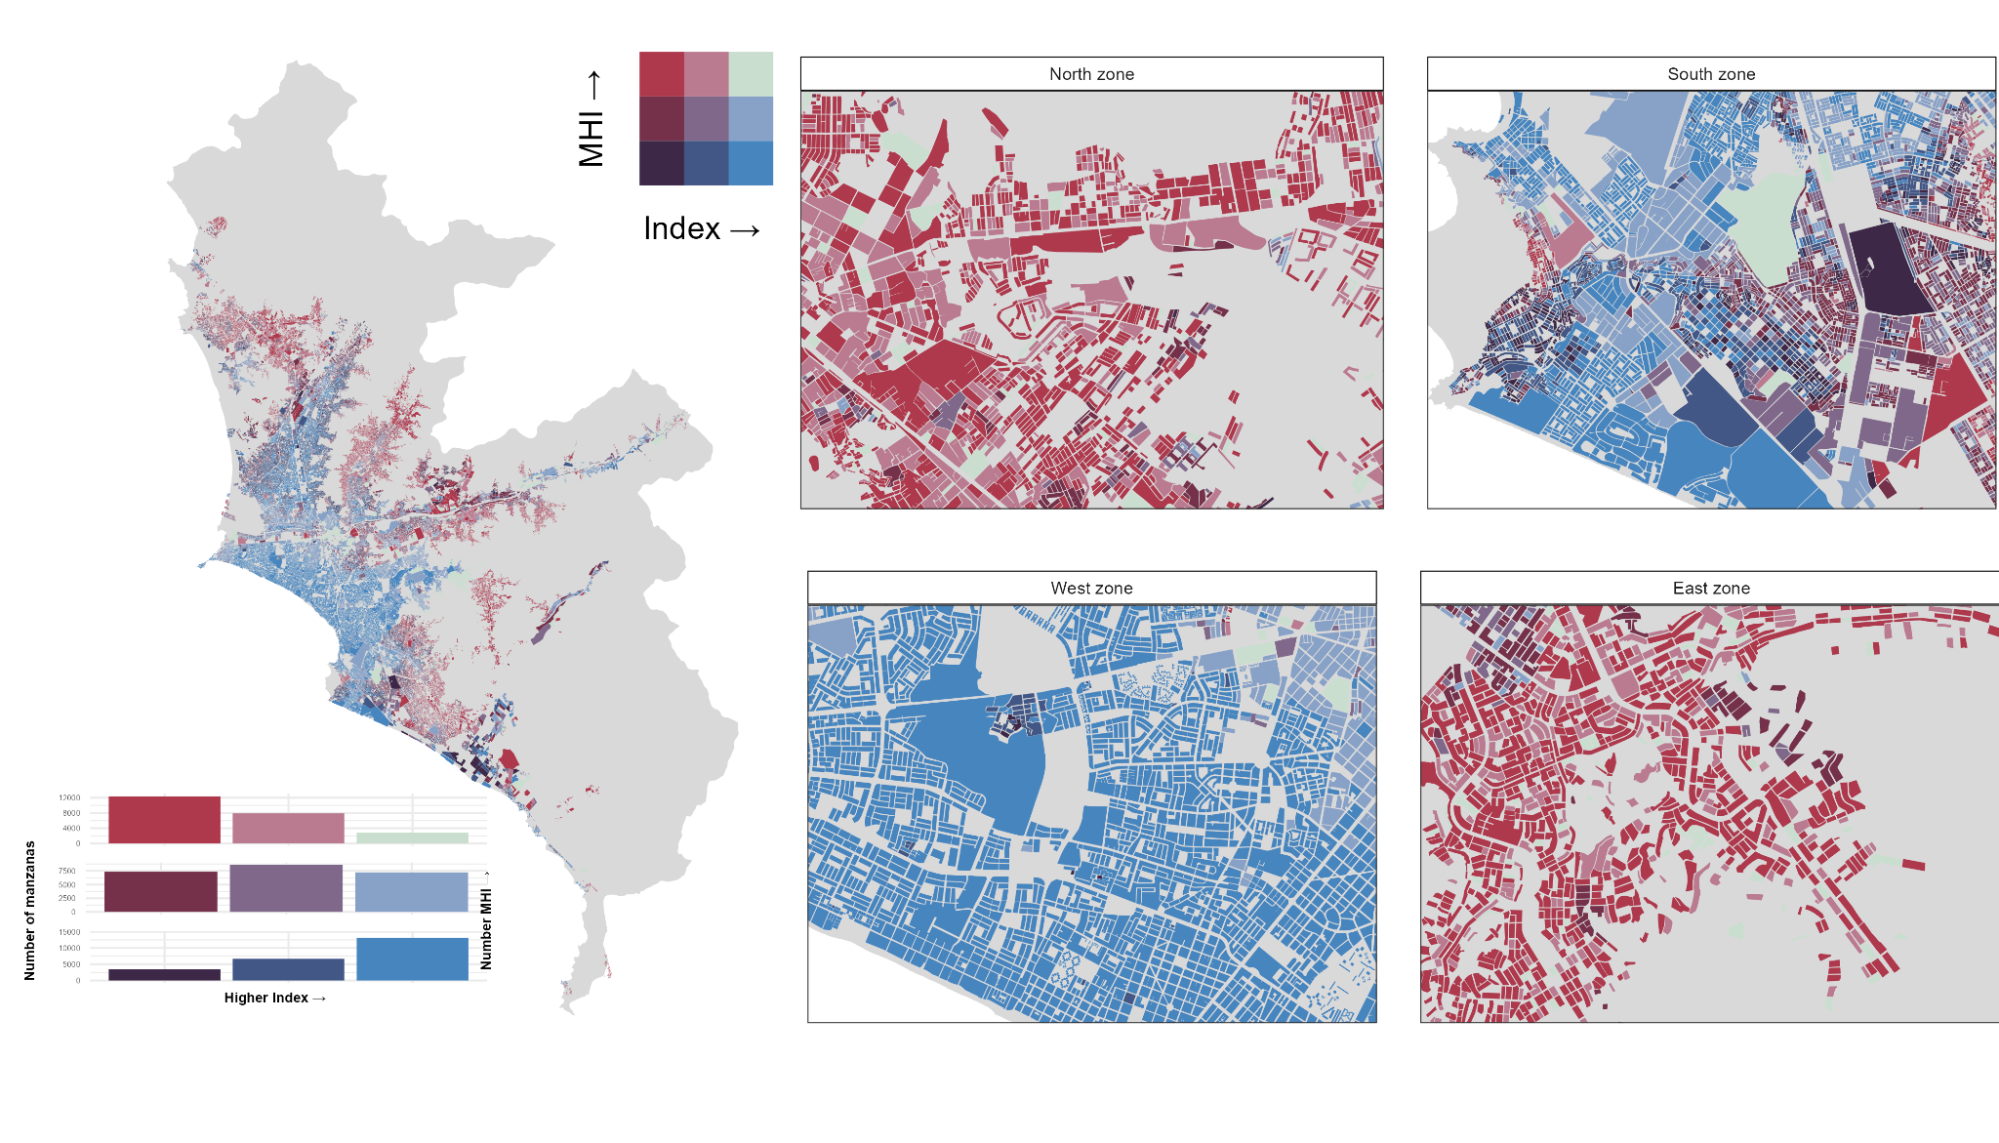 MHI →
Index →
North zone
South zone
West zone
East zone
Number of manzanas
12000
8000
4000
0
7500
5000
2500
0
15000
10000
5000
0
Number MHI →
Higher Index →